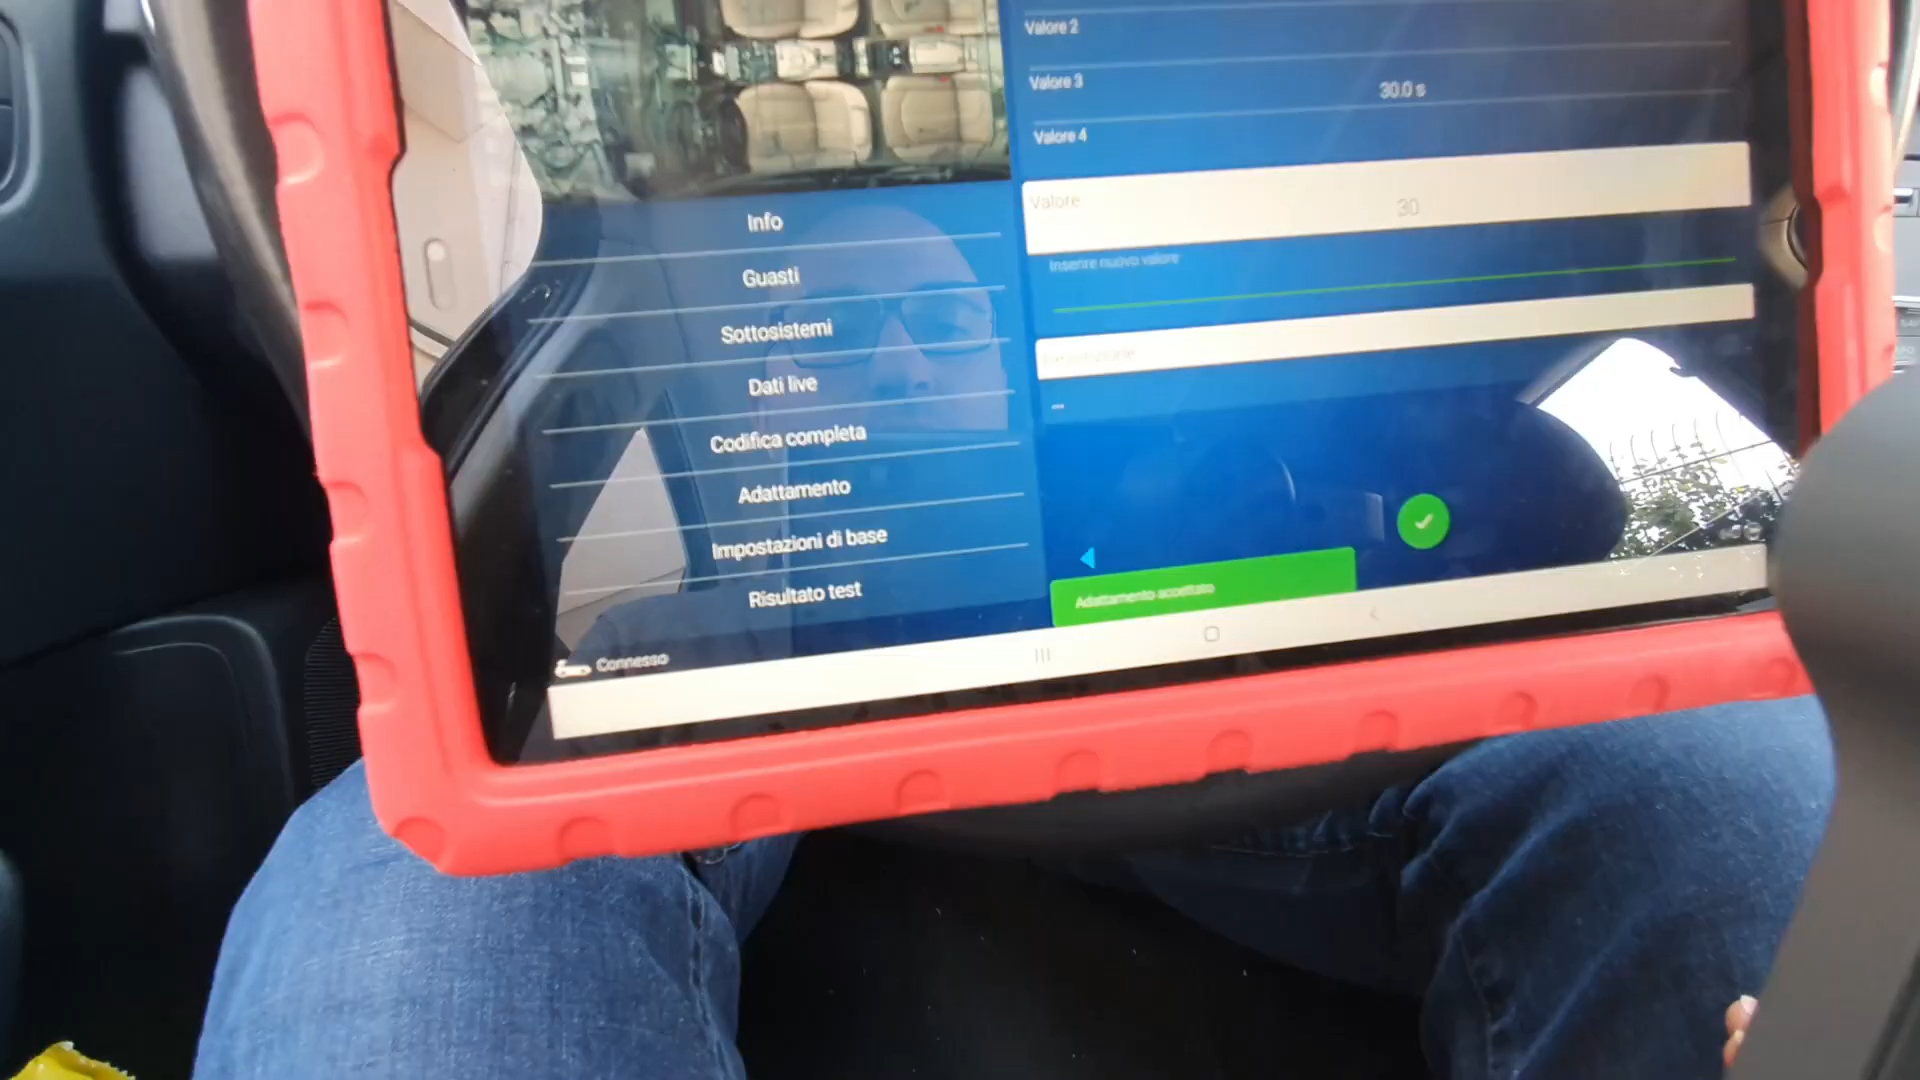 Info
Guasti
Sottosistemi
Dati live
Codifica completa
Adattamento
Impostazioni di base
Risultato test
Connesso
Valore 2
Valore 3
30.0 s
Valore 4
Valore
30
Inserire nuovo valore
--
Adattamento accettato